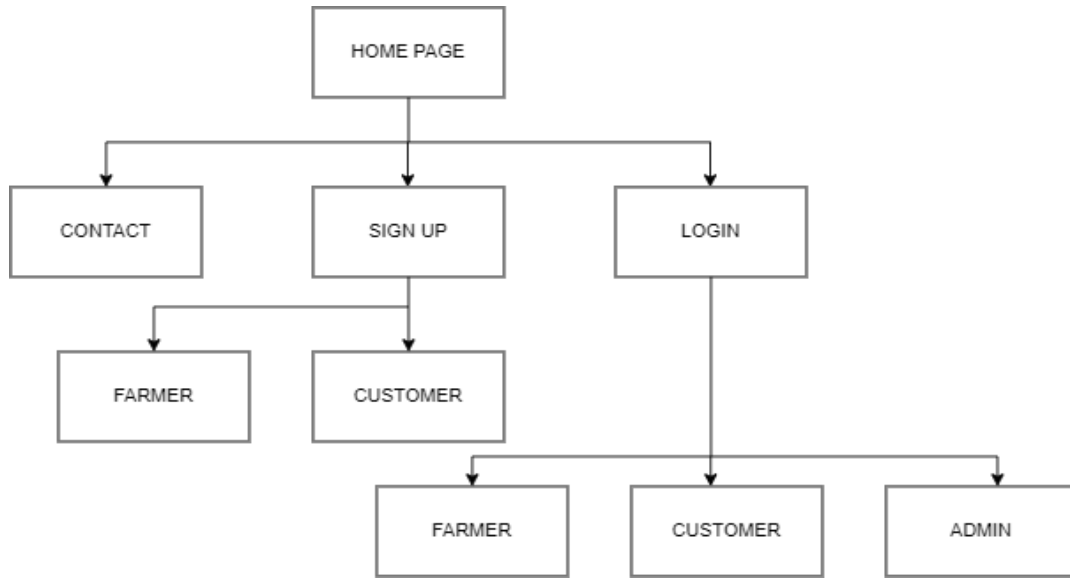 HOME PAGE
CONTACT
SIGN UP
LOGIN
FARMER
CUSTOMER
FARMER
CUSTOMER
ADMIN